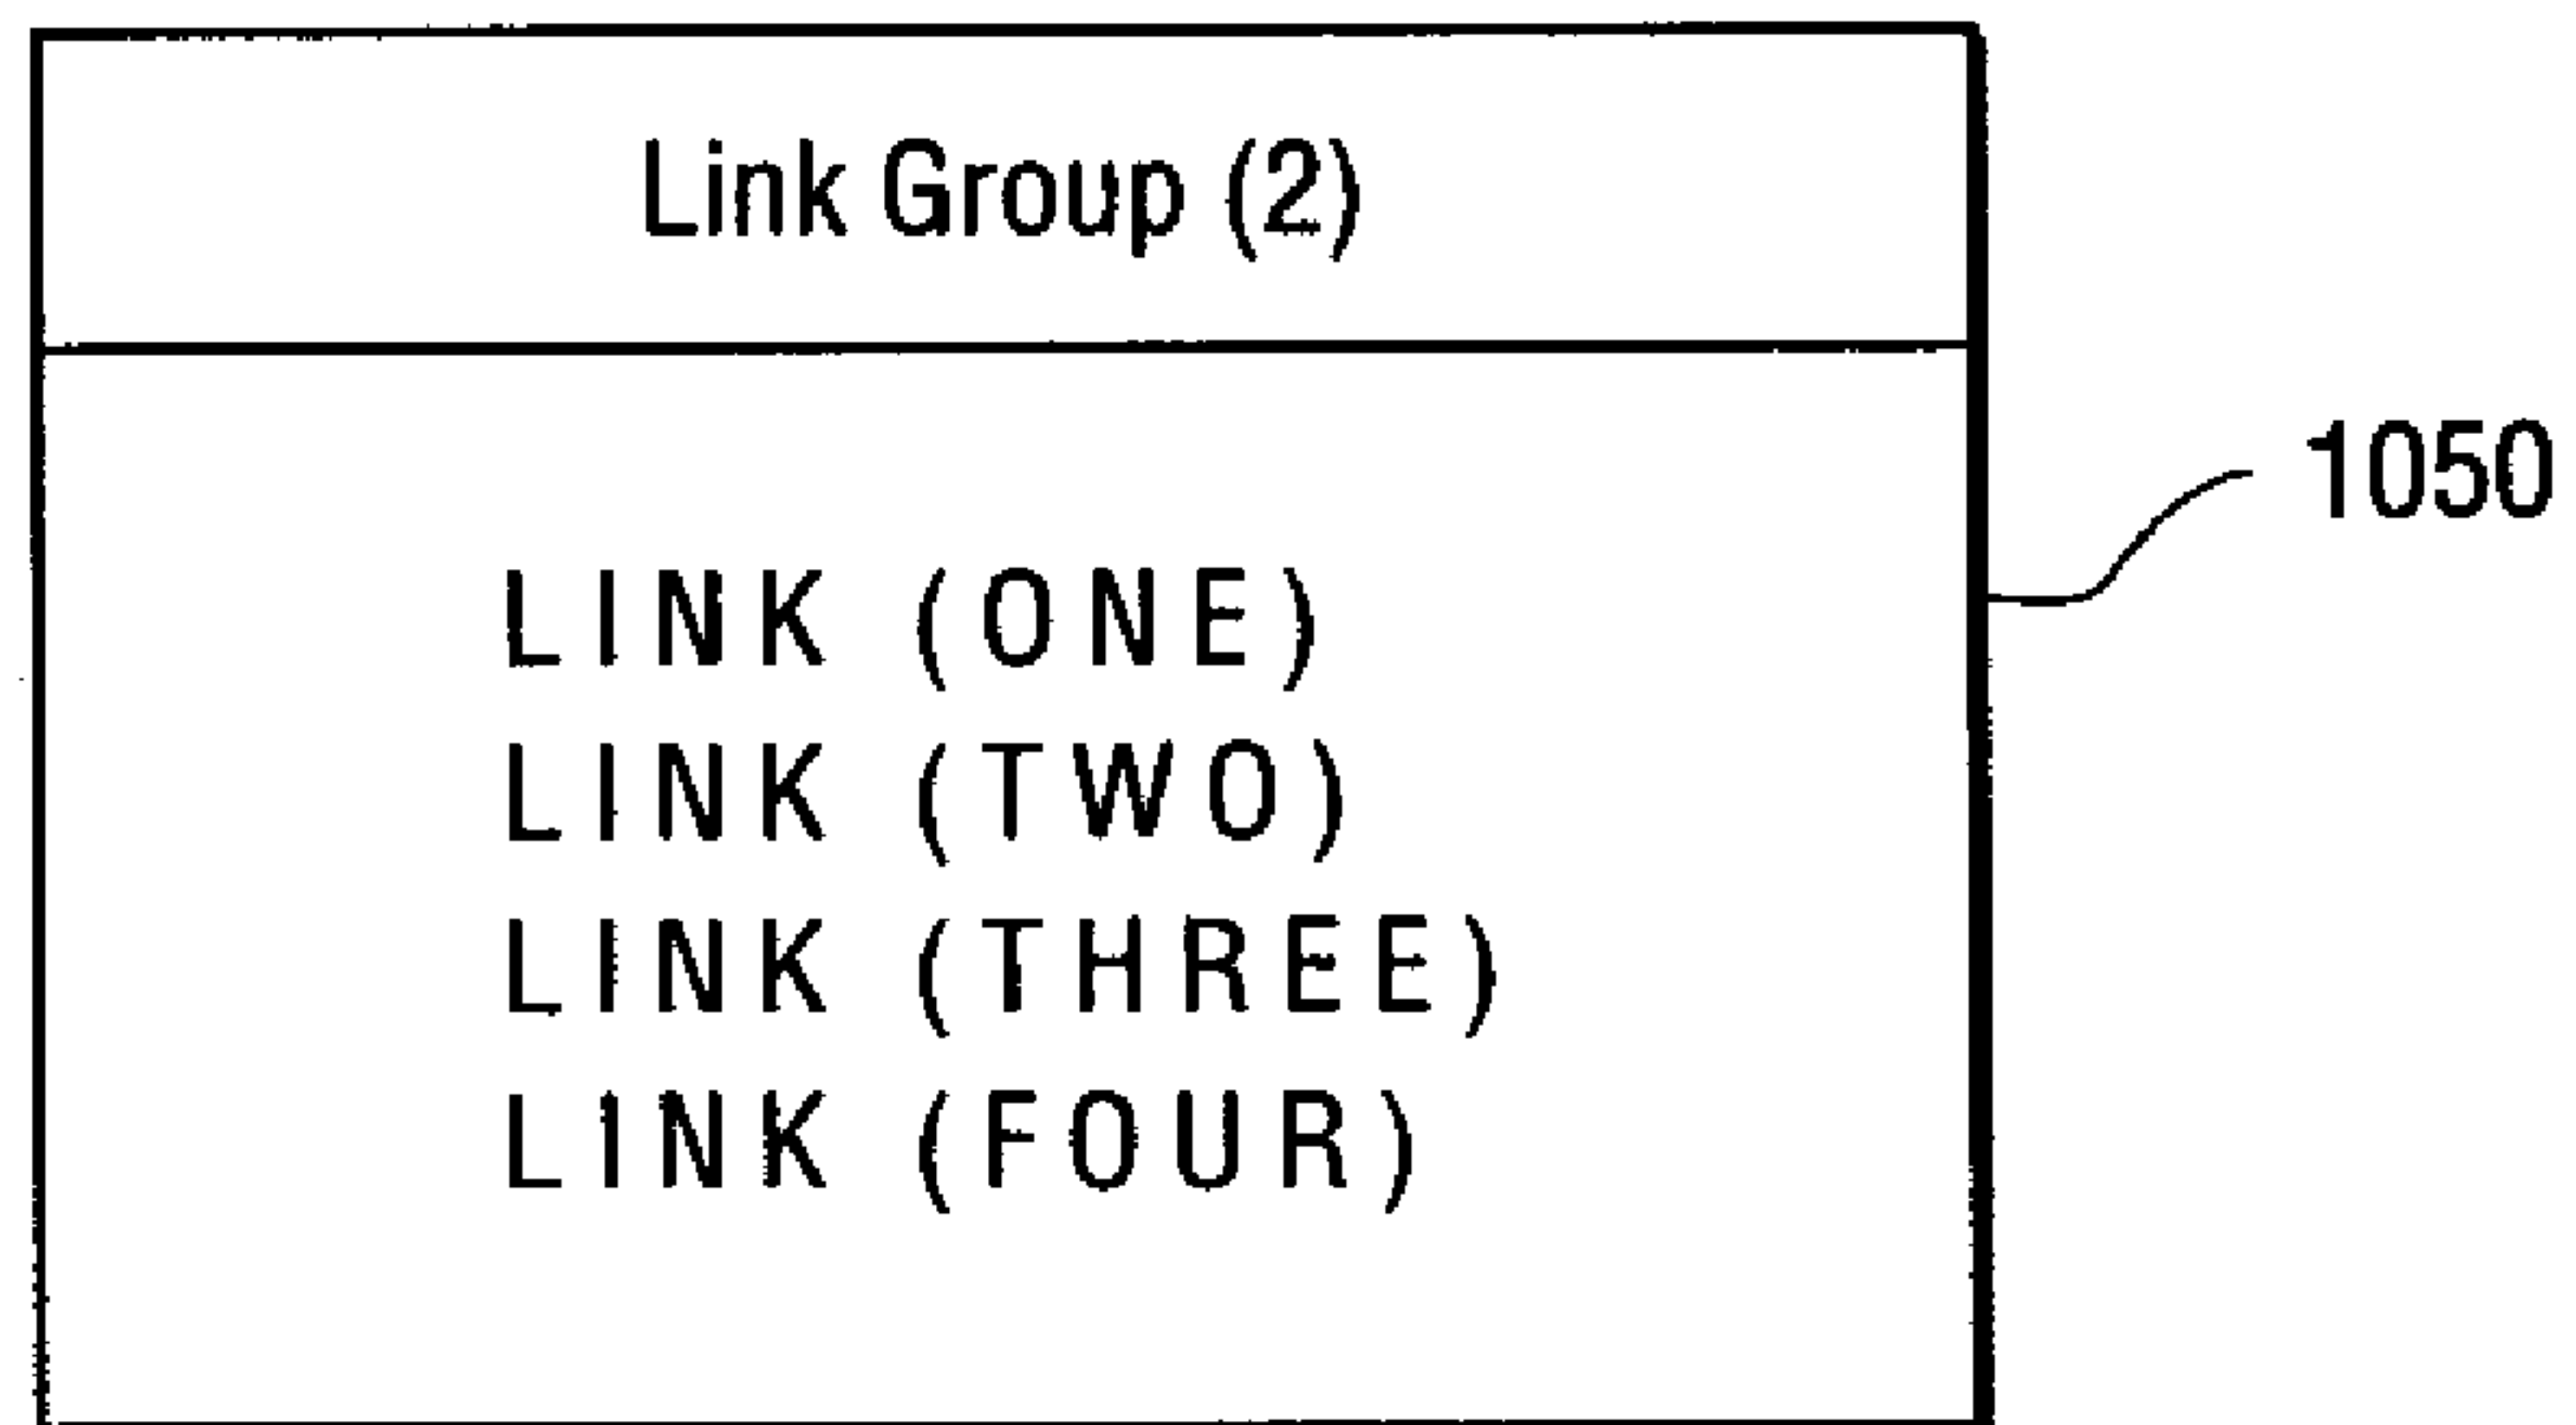 Link Group (2)
1050
LINK (ONE)
LINK (TWO)
LINK (THREE)
LINK (FOUR)